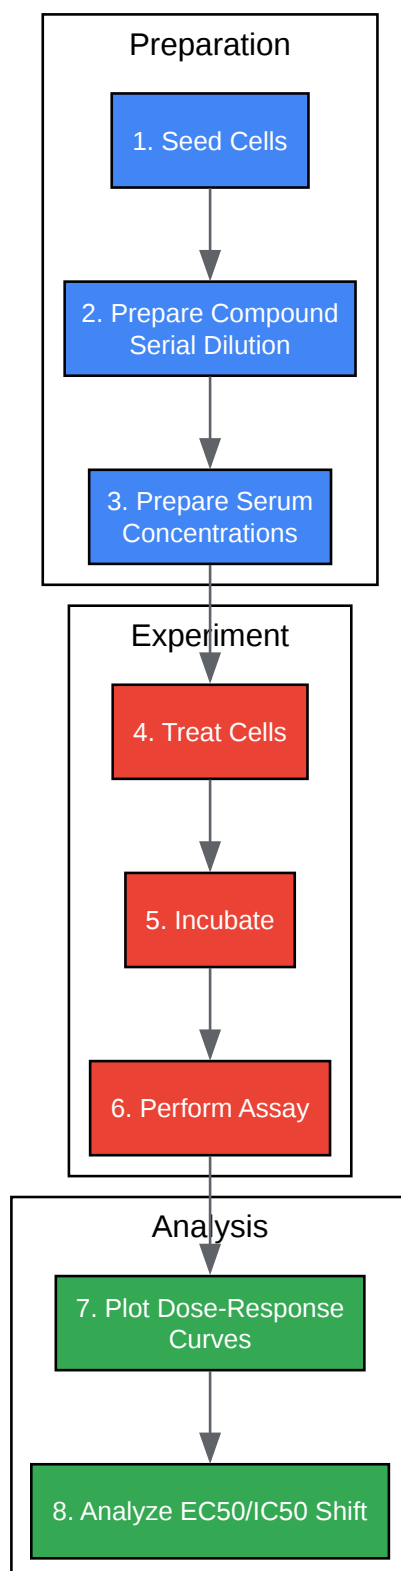 Preparation
1. Seed Cells
2. Prepare Compound
Serial Dilution
3. Prepare Serum
Concentrations
Experiment
4. Treat Cells
5. Incubate
6. Perform Assay
Analysis
7. Plot Dose-Response
Curves
8. Analyze EC50/IC50 Shift